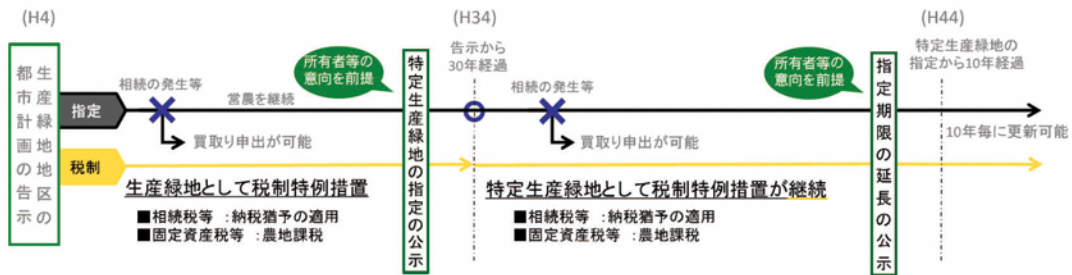 (H4)
(H34)
(H44)
生産緑地地区の
都市計画の告示
指定
税制
相続の発生等
営農を継続
買取り申出が可能
所有者等の
意向を前提
特定生産緑地の指定の公示
告示から
30年経過
相続の発生等
買取り申出が可能
所有者等の
意向を前提
指定期限の延長の公示
特定生産緑地の
指定から10年経過
10年毎に更新可能
生産緑地として税制特例措置
■相続税等 :納税猶予の適用
■固定資産税等 :農地課税
特定生産緑地として税制特例措置が継続
■相続税等 :納税猶予の適用
■固定資産税等 :農地課税